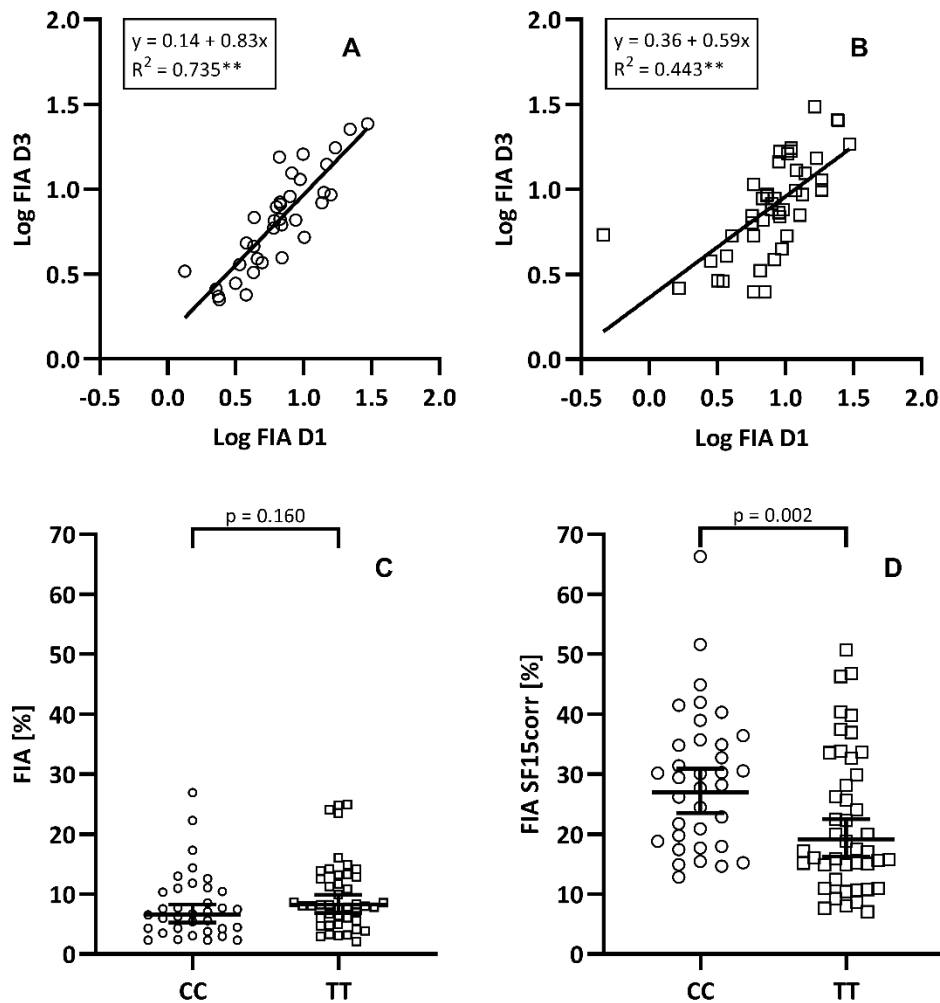 y = 0.14 + 0.83x
R² = 0.735**
A
2.0
1.5
1.0
0.5
0.0
Log FIA D3
-0.5 0.0 0.5 1.0 1.5 2.0
Log FIA D1
y = 0.36 + 0.59x
R² = 0.443**
B
2.0
1.5
1.0
0.5
0.0
Log FIA D3
-0.5 0.0 0.5 1.0 1.5 2.0
Log FIA D1
p = 0.160
C
70
60
50
40
30
20
10
0
FIA [%]
CC TT
p = 0.002
D
70
60
50
40
30
20
10
0
FIA SF15corr [%]
CC TT